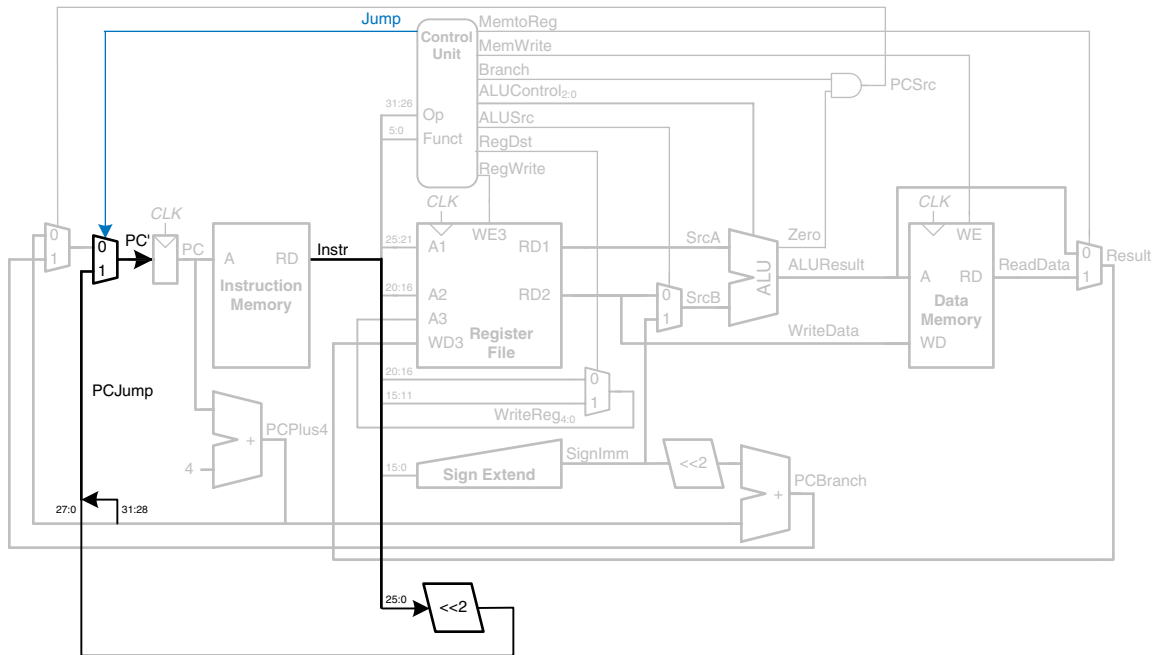 Jump
MemtoReg
Control
Unit
MemWrite
Branch
ALUControl2:0
PCSrc
31:26
Op
ALUSrc
5:0
Funct
RegDst
RegWrite
CLK
CLK
CLK
0
1
0
1
PC'
PC
A
RD
Instruction
Memory
Instr
25:21
A1
WE3
RD1
SrcA
Zero
WE
ALU
ALUResult
A
RD
ReadData
0
1
Result
20:16
A2
RD2
0
1
SrcB
Data
Memory
A3
Register
File
WD3
WriteData
WD
PCJump
20:16
0
15:11
1
WriteReg4:0
PCPlus4
+
4
SignImm
15:0
Sign Extend
<<2
PCBranch
+
27:0
31:28
25:0
<<2